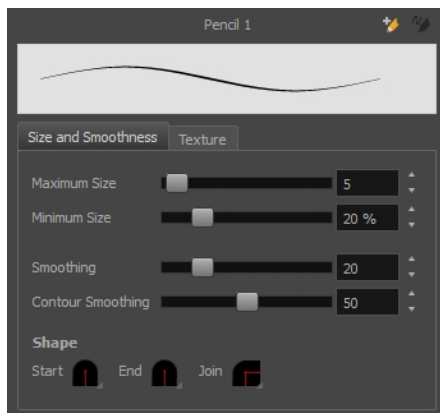 Pencil 1
Size and Smoothness Texture
Maximum Size 5
Minimum Size 20 %
Smoothing 20
Contour Smoothing 50
Shape
Start End Join